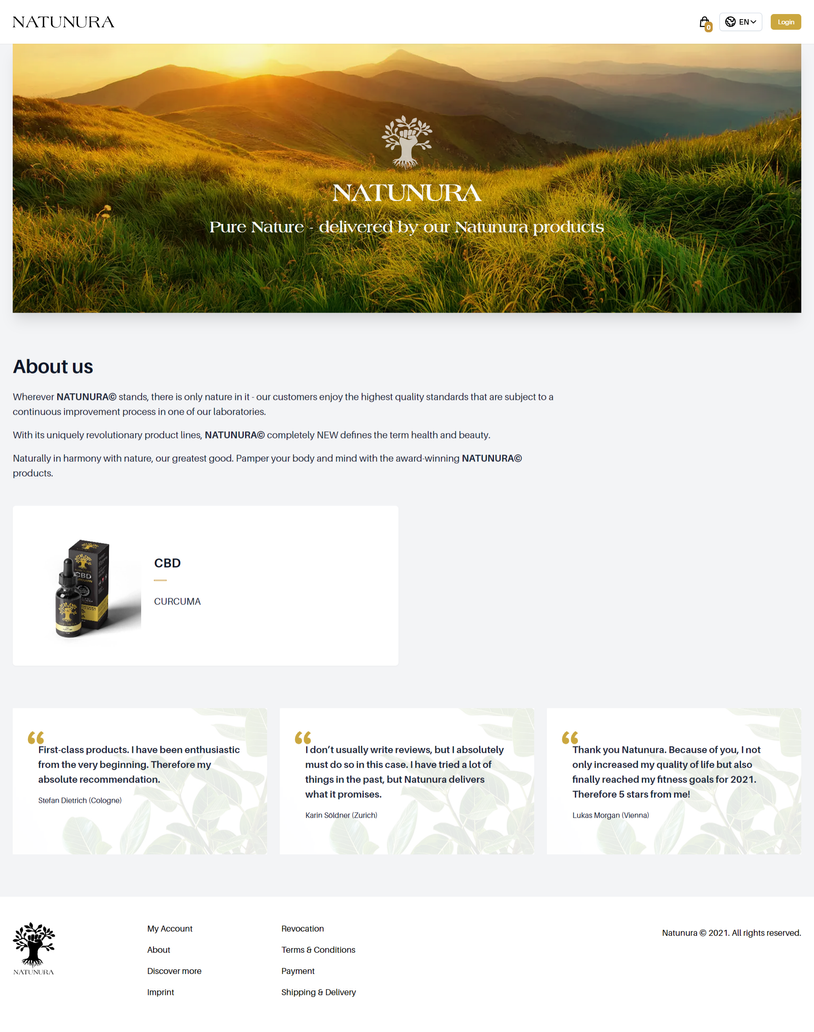 NATUNURA
0
EN
Login
NATUNURA
Pure Nature - delivered by our Natunura products
About us
Wherever NATUNURA© stands, there is only nature in it - our customers enjoy the highest quality standards that are subject to a
continuous improvement process in one of our laboratories.
With its uniquely revolutionary product lines, NATUNURA© completely NEW defines the term health and beauty.
Naturally in harmony with nature, our greatest good. Pamper your body and mind with the award-winning NATUNURA©
products.
CBD
CBD
CURCUMA
“
First-class products. I have been enthusiastic
from the very beginning. Therefore my
absolute recommendation.
Stefan Dietrich (Cologne)
“
I don’t usually write reviews, but I absolutely
must do so in this case. I have tried a lot of
things in the past, but Natunura delivers
what it promises.
Karin Söldner (Zurich)
“
Thank you Natunura. Because of you, I not
only increased my quality of life but also
finally reached my fitness goals for 2021.
Therefore 5 stars from me!
Lukas Morgan (Vienna)
NATUNURA
My Account
About
Discover more
Imprint
Revocation
Terms & Conditions
Payment
Shipping & Delivery
Natunura © 2021. All rights reserved.